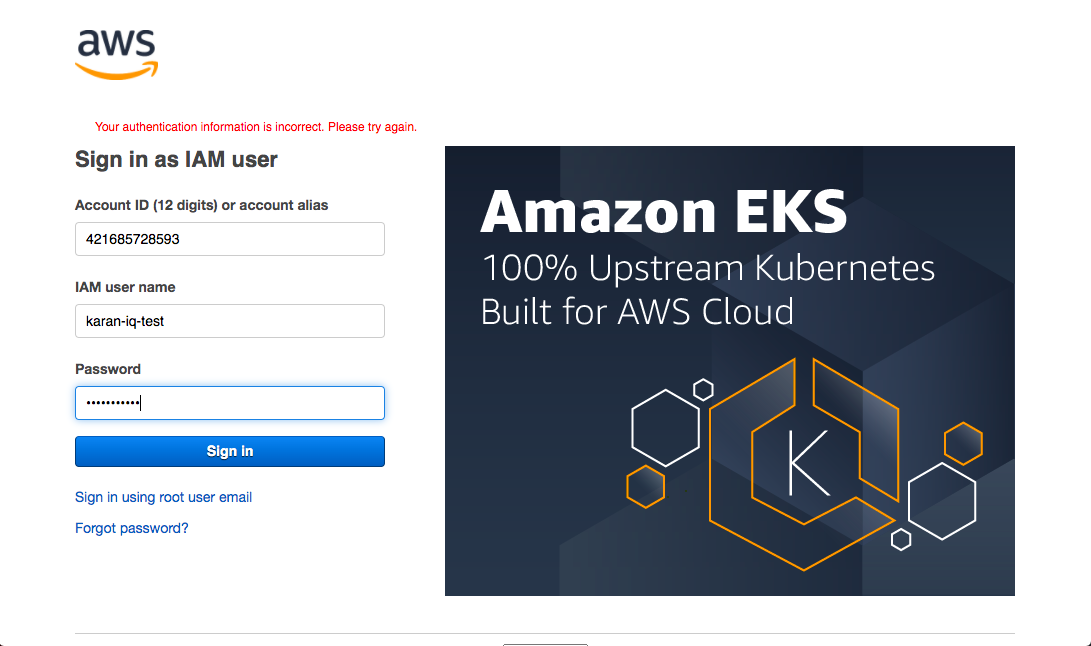 aws
Your authentication information is incorrect. Please try again.
Sign in as IAM user
Account ID (12 digits) or account alias
421685728593
IAM user name
karan-iq-test
Password
•••••••••••
Sign In
Sign in using root user email
Forgot password?
Amazon EKS
100% Upstream Kubernetes
Built for AWS Cloud
K